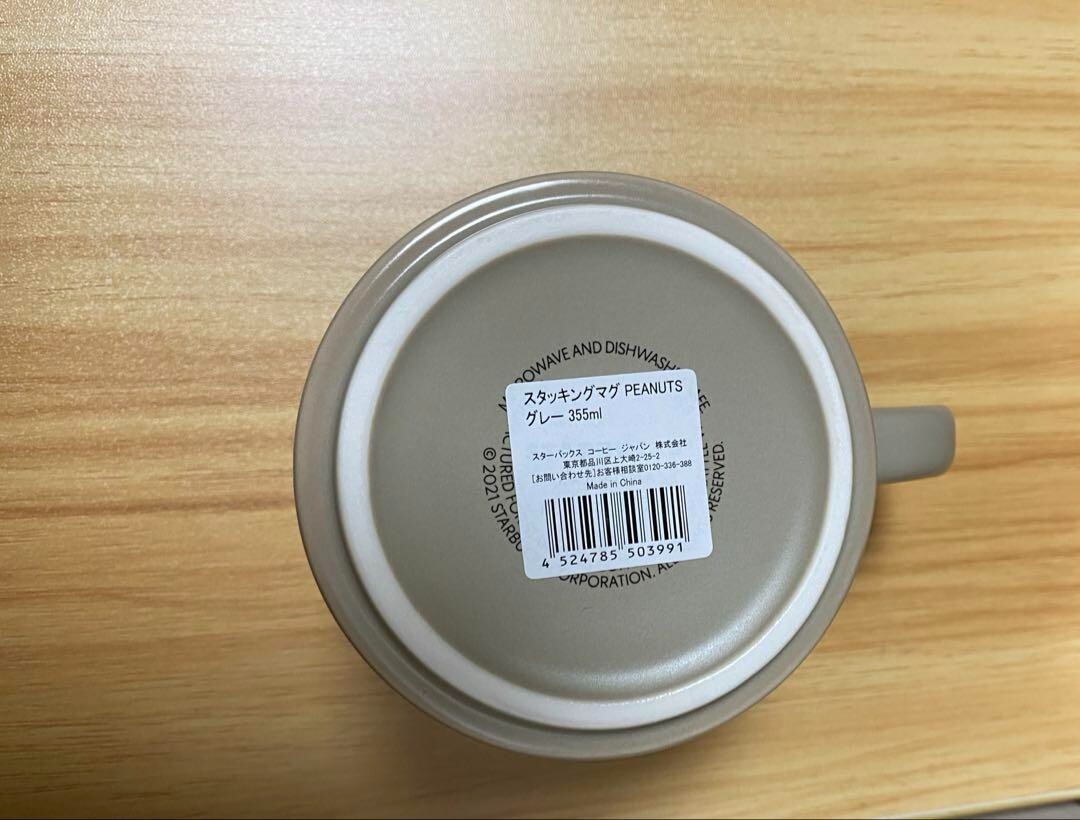 スタッキングマグ PEANUTS
グレー 355ml
スターバックス コーヒー ジャパン 株式会社
東京都品川区上大崎2-25-2
[お問い合わせ先]お客様相談室0120-336-388
Made in China
4 524785 503991
AND DISHWASH
© 2021
CORPORATION.
RESERVED.